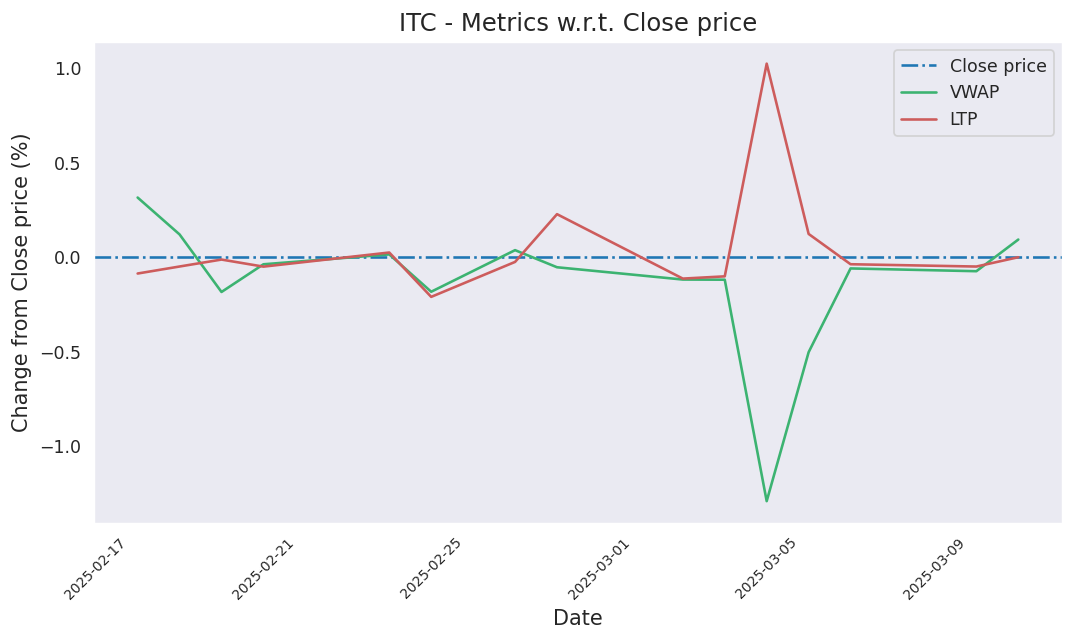 ITC - Metrics w.r.t. Close price
Close price
VWAP
LTP
Change from Close price (%)
1.0
0.5
0.0
−0.5
−1.0
2025-02-17
2025-02-21
2025-02-25
2025-03-01
2025-03-05
2025-03-09
Date